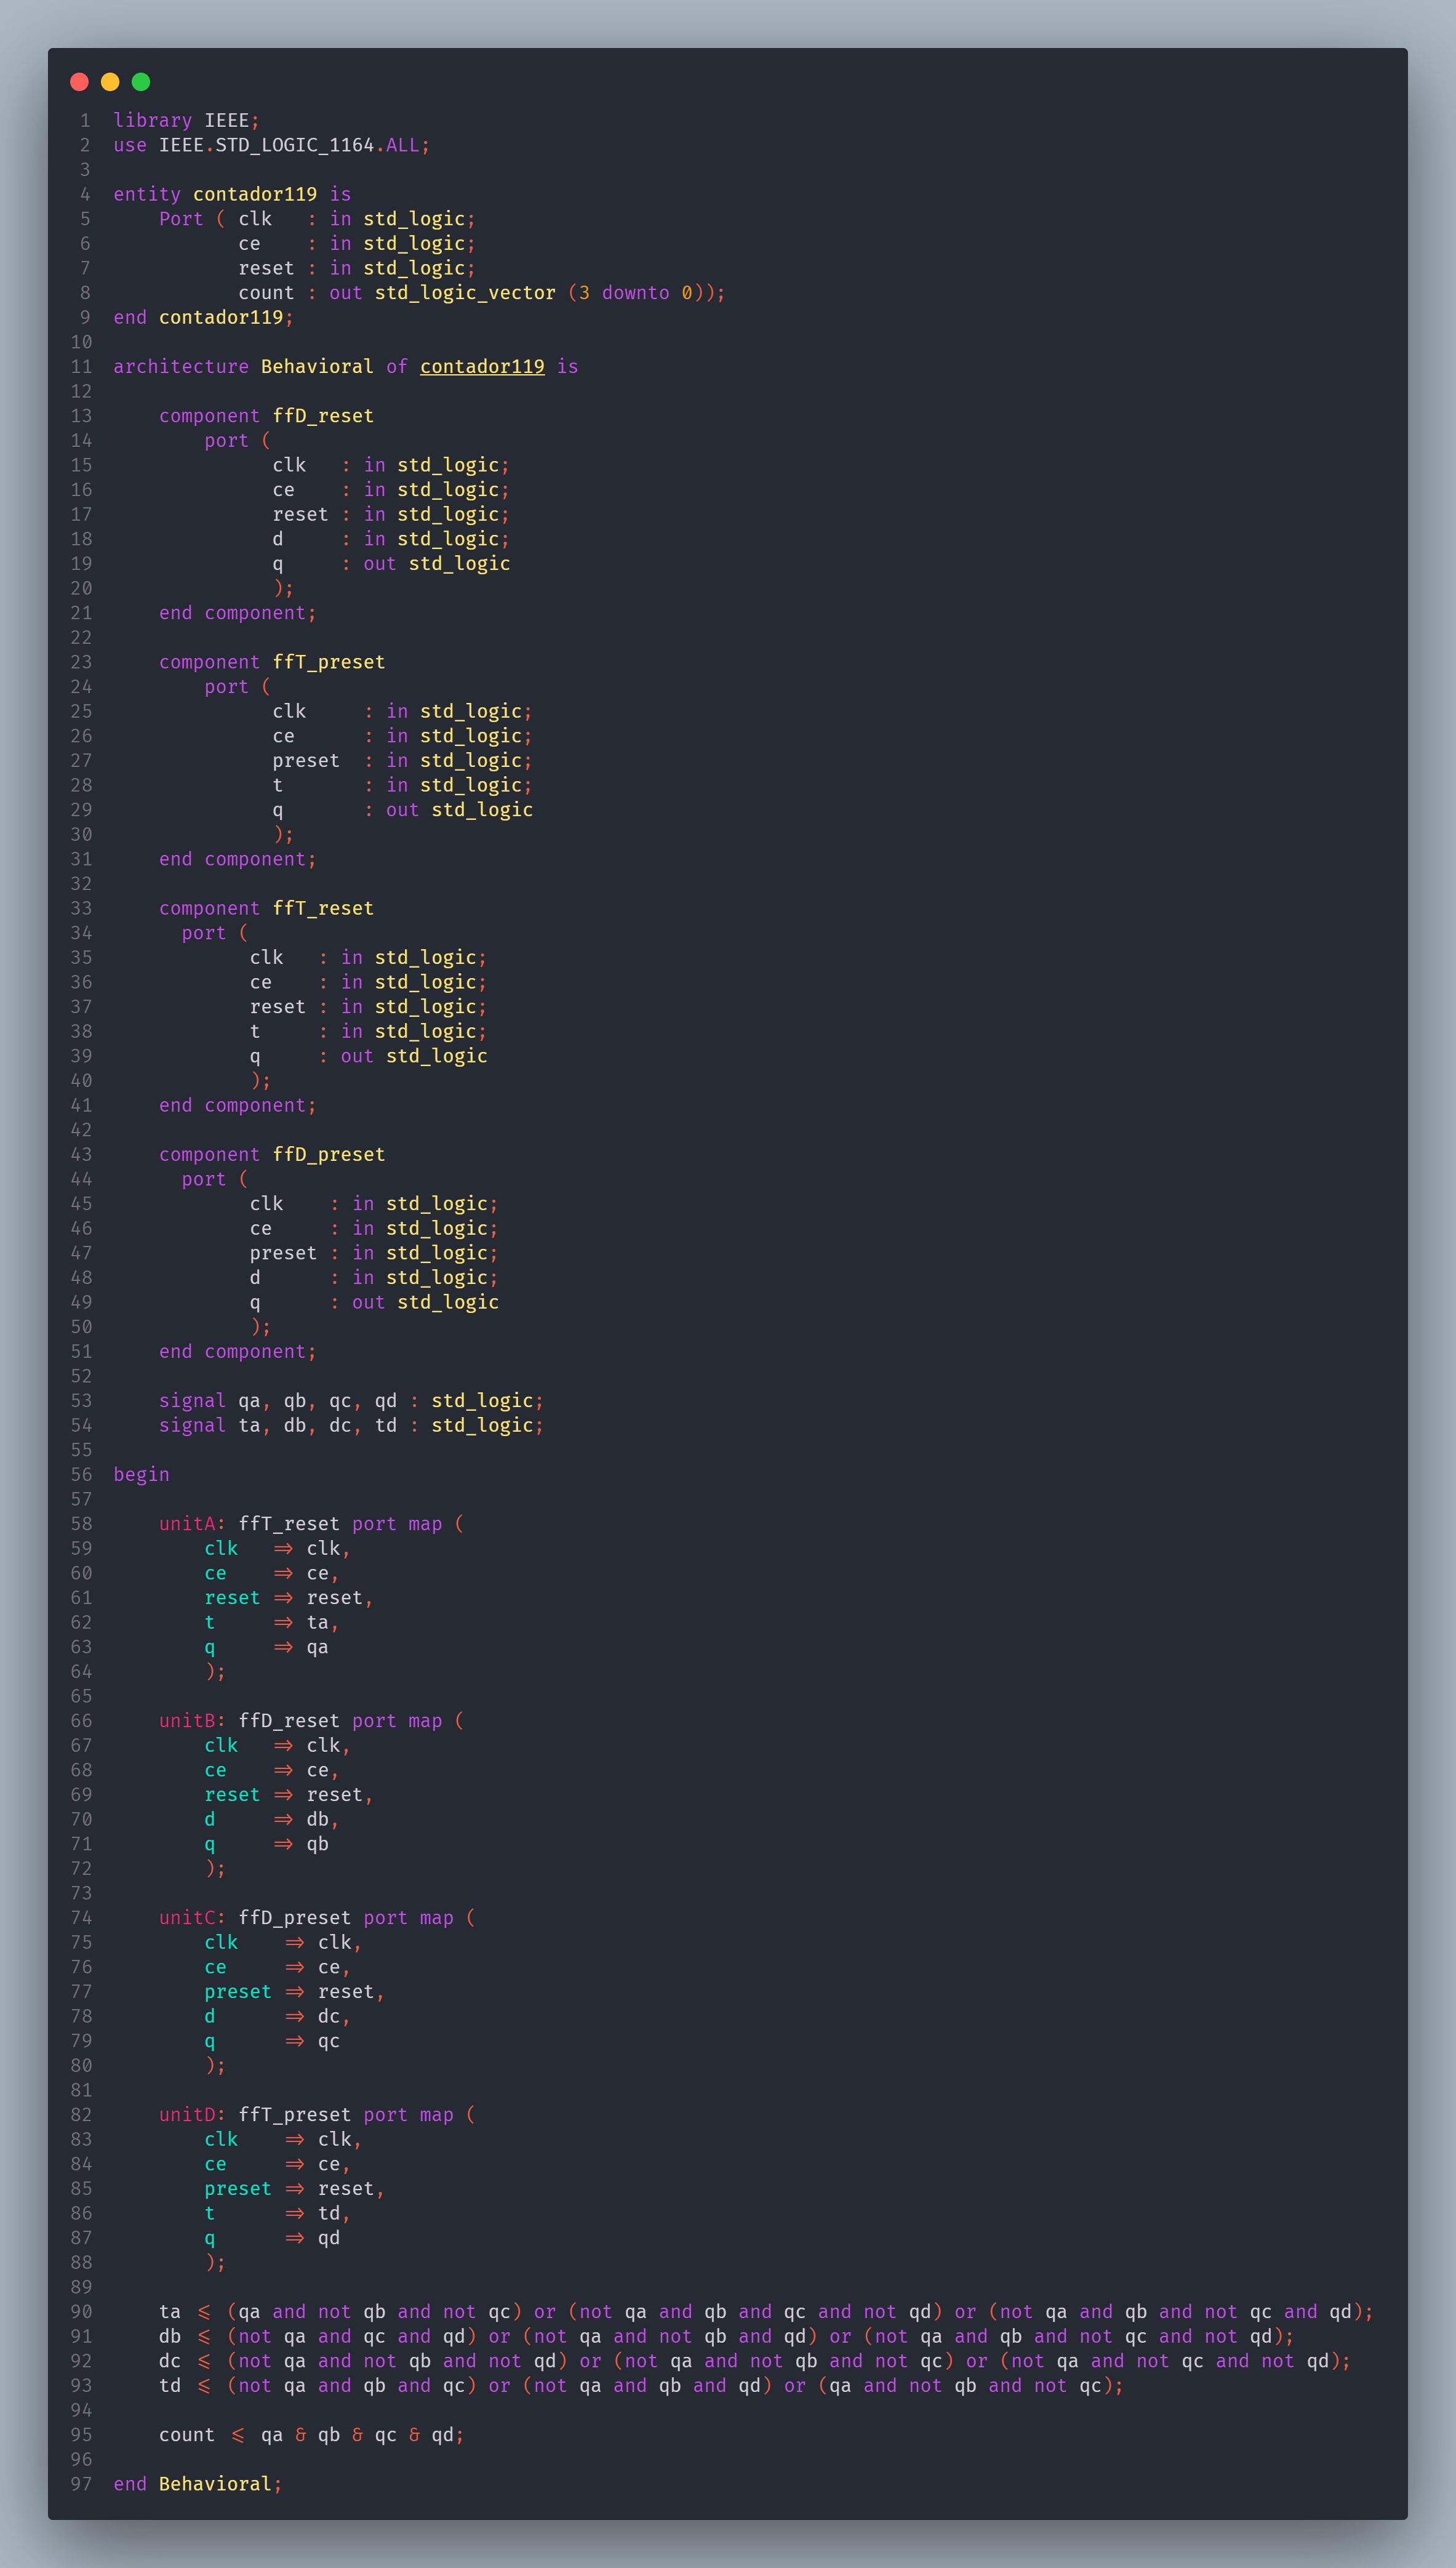 1 library IEEE;
2 use IEEE.STD_LOGIC_1164.ALL;
3
4 entity contador119 is
5     Port ( clk   : in std_logic;
6            ce    : in std_logic;
7            reset : in std_logic;
8            count : out std_logic_vector (3 downto 0));
9 end contador119;
10
11 architecture Behavioral of contador119 is
12
13     component ffD_reset
14         port (
15               clk   : in std_logic;
16               ce    : in std_logic;
17               reset : in std_logic;
18               d     : in std_logic;
19               q     : out std_logic
20               );
21     end component;
22
23     component ffT_preset
24         port (
25               clk     : in std_logic;
26               ce      : in std_logic;
27               preset  : in std_logic;
28               t       : in std_logic;
29               q       : out std_logic
30               );
31     end component;
32
33     component ffT_reset
34       port (
35             clk   : in std_logic;
36             ce    : in std_logic;
37             reset : in std_logic;
38             t     : in std_logic;
39             q     : out std_logic
40             );
41     end component;
42
43     component ffD_preset
44       port (
45             clk    : in std_logic;
46             ce     : in std_logic;
47             preset : in std_logic;
48             d      : in std_logic;
49             q      : out std_logic
50             );
51     end component;
52
53     signal qa, qb, qc, qd : std_logic;
54     signal ta, db, dc, td : std_logic;
55
56 begin
57
58     unitA: ffT_reset port map (
59         clk   => clk,
60         ce    => ce,
61         reset => reset,
62         t     => ta,
63         q     => qa
64         );
65
66     unitB: ffD_reset port map (
67         clk   => clk,
68         ce    => ce,
69         reset => reset,
70         d     => db,
71         q     => qb
72         );
73
74     unitC: ffD_preset port map (
75         clk    => clk,
76         ce     => ce,
77         preset => reset,
78         d      => dc,
79         q      => qc
80         );
81
82     unitD: ffT_preset port map (
83         clk    => clk,
84         ce     => ce,
85         preset => reset,
86         t      => td,
87         q      => qd
88         );
89
90     ta <= (qa and not qb and not qc) or (not qa and qb and qc and not qd) or (not qa and qb and not qc and qd);
91     db <= (not qa and qc and qd) or (not qa and not qb and qd) or (not qa and qb and not qc and not qd);
92     dc <= (not qa and not qb and not qd) or (not qa and not qb and not qc) or (not qa and not qc and not qd);
93     td <= (not qa and qb and qc) or (not qa and qb and qd) or (qa and not qb and not qc);
94
95     count <= qa & qb & qc & qd;
96
97 end Behavioral;